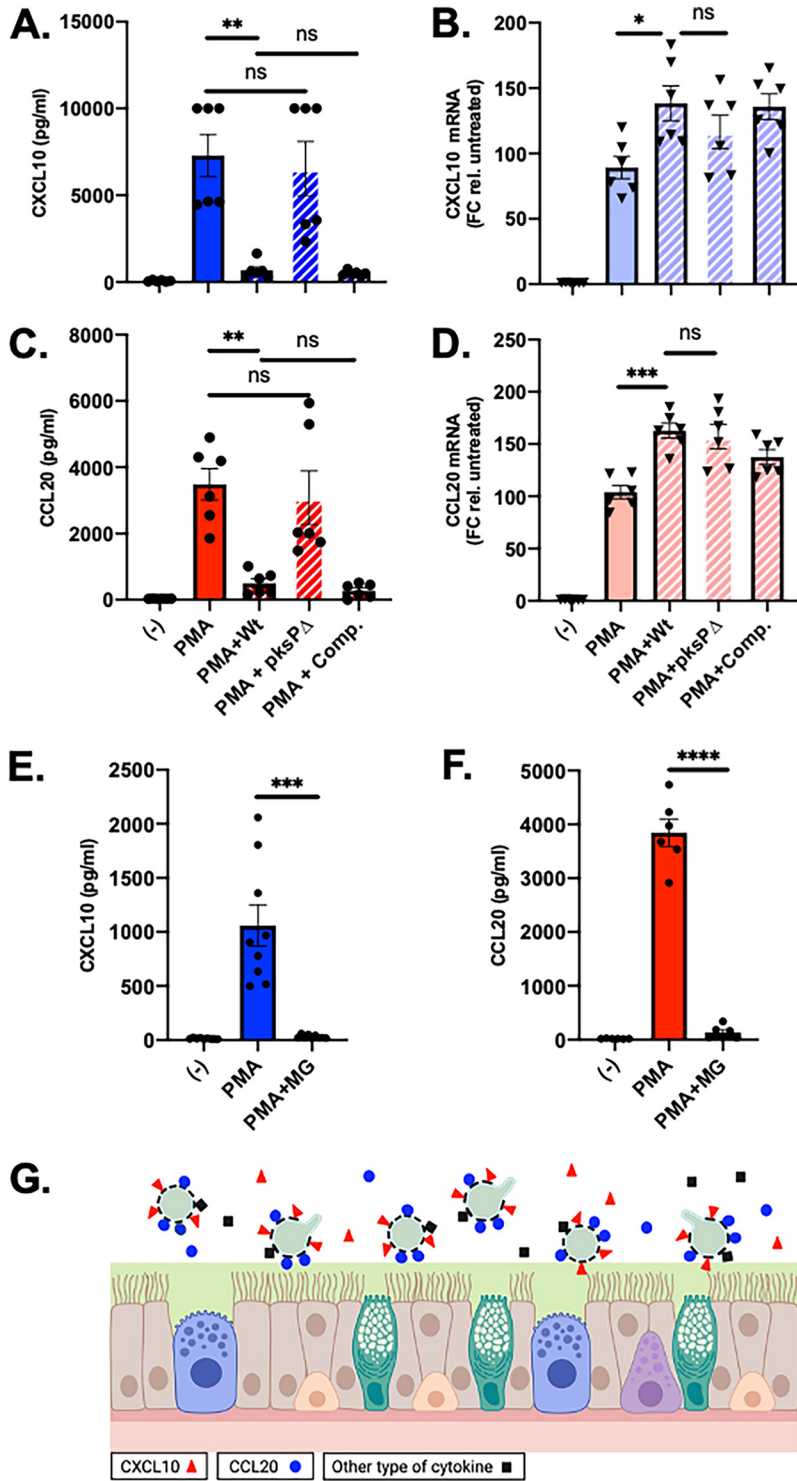 A.
CXCL10 (pg/ml)
15000
10000
5000
0
**
ns
ns
B.
CXCL10 mRNA
(FC rel. untreated)
200
150
100
50
0
*
ns
C.
CCL20 (pg/ml)
8000
6000
4000
2000
0
**
ns
ns
(-)
PMA
PMA+Wt
PMA + pksPΔ
PMA + Comp.
D.
CCL20 mRNA
(FC rel. untreated)
250
200
150
100
50
0
***
ns
(-)
PMA
PMA+Wt
PMA+pksPΔ
PMA+Comp.
E.
CXCL10 (pg/ml)
2500
2000
1500
1000
500
0
***
(-)
PMA
PMA+MG
F.
CCL20 (pg/ml)
5000
4000
3000
2000
1000
0
****
(-)
PMA
PMA+MG
G.
CXCL10
CCL20
Other type of cytokine